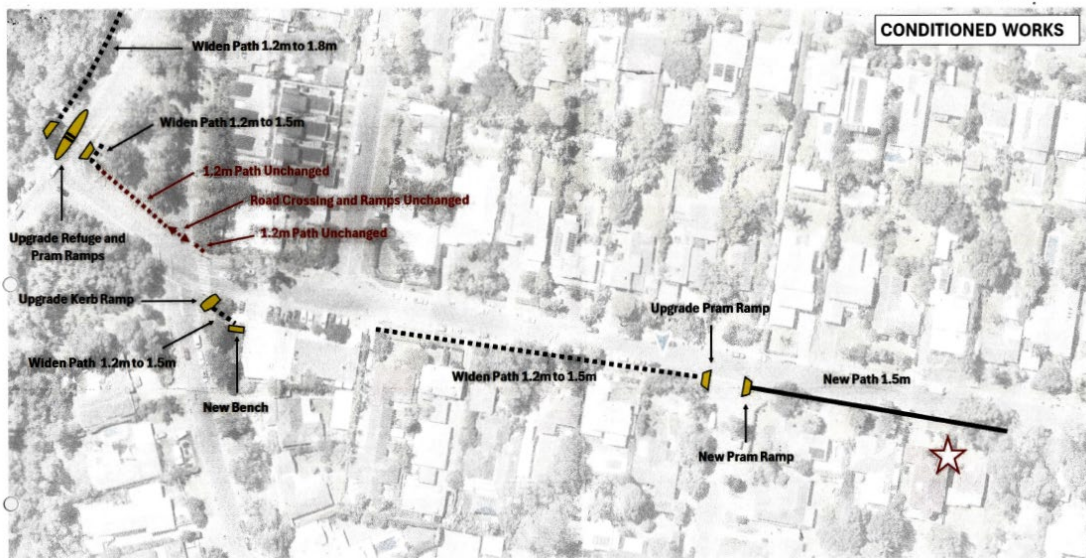 CONDITIONED WORKS
Widen Path 1.2m to 1.8m
Widen Path 1.2m to 1.5m
1.2m Path Unchanged
Road Crossing and Ramps Unchanged
1.2m Path Unchanged
Upgrade Refuge and
Pram Ramps
Upgrade Kerb Ramp
Upgrade Pram Ramp
Widen Path 1.2m to 1.5m
Widen Path 1.2m to 1.5m
New Path 1.5m
New Bench
New Pram Ramp